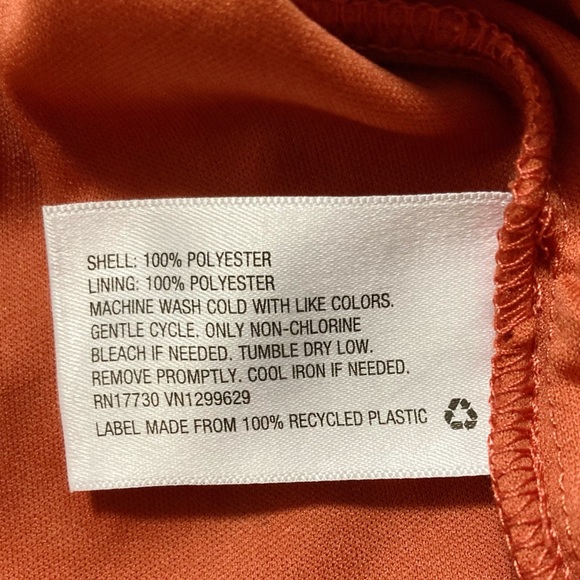 SHELL: 100% POLYESTER
LINING: 100% POLYESTER
MACHINE WASH COLD WITH LIKE COLORS.
GENTLE CYCLE. ONLY NON-CHLORINE
BLEACH IF NEEDED. TUMBLE DRY LOW.
REMOVE PROMPTLY. COOL IRON IF NEEDED.
RN17730 VN1299629
LABEL MADE FROM 100% RECYCLED PLASTIC